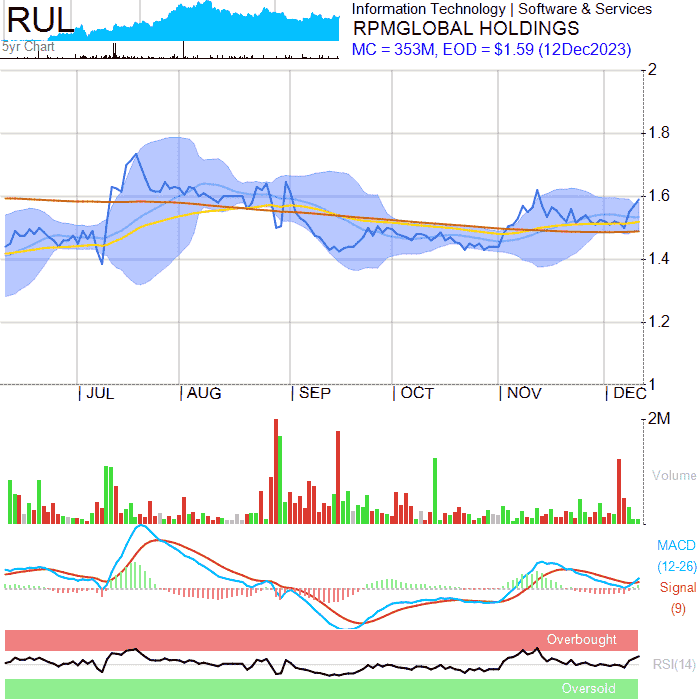 RUL
5yr Chart
Information Technology | Software & Services
RPMGLOBAL HOLDINGS
MC = 353M, EOD = $1.59 (12Dec2023)
2
1.8
1.6
1.4
1.2
1
JUL
AUG
SEP
OCT
NOV
DEC
2M
Volume
MACD
(12-26)
Signal
(9)
Overbought
RSI(14)
Oversold